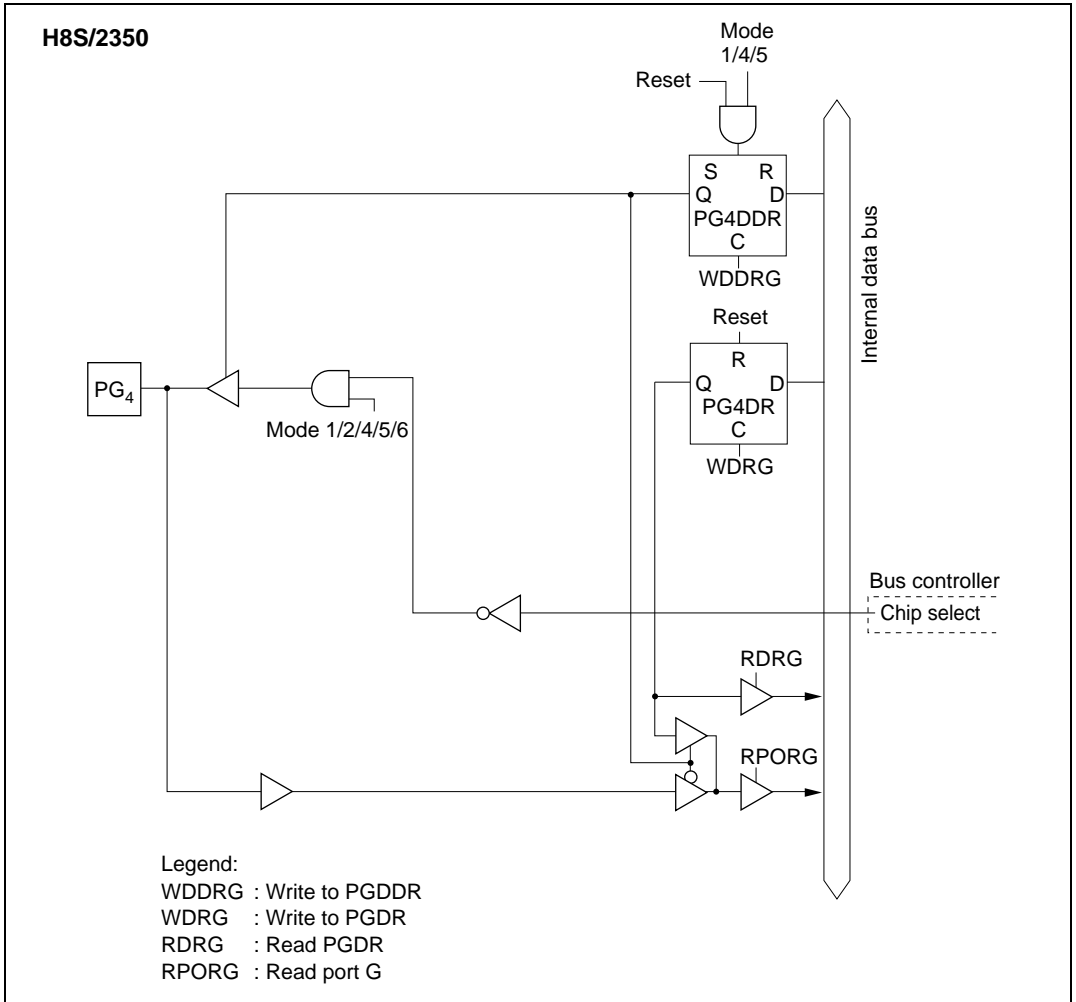 H8S/2350
Mode
1/4/5
Reset
S R
Q D
PG4DDR
C
WDDRG
Internal data bus
Reset
R
Q D
PG4DR
C
WDRG
PG4
Mode 1/2/4/5/6
Bus controller
Chip select
RDRG
RPORG
Legend:
WDDRG : Write to PGDDR
WDRG : Write to PGDR
RDRG : Read PGDR
RPORG : Read port G